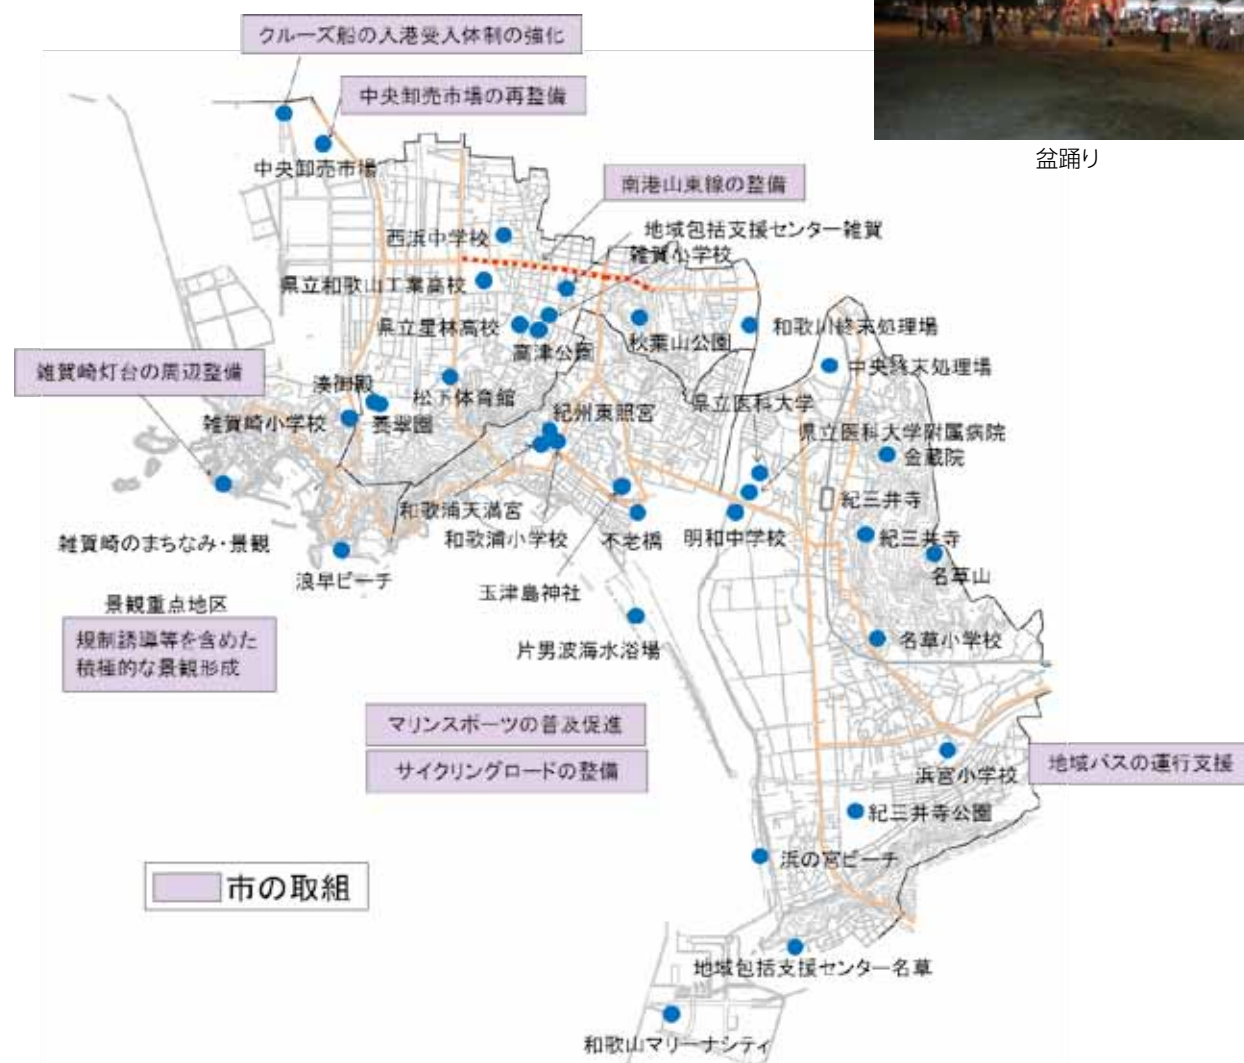 クルーズ船の入港受入体制の強化
中央卸売市場の再整備
盆踊り
中央卸売市場
南港山東線の整備
西浜中学校
地域包括支援センター雑賀
雑賀小学校
県立和歌山工業高校
県立星林高校
高津公園
秋葉山公園
和歌川終末処理場
中央終末処理場
雑賀崎灯台の周辺整備
湊御殿
松下体育館
県立医科大学
雑賀崎小学校
養翠園
紀州東照宮
県立医科大学附属病院
金蔵院
紀三井寺
和歌浦天満宮
和歌浦小学校
不老橋
明和中学校
紀三井寺
雑賀崎のまちなみ・景観
浪早ビーチ
名草山
玉津島神社
景観重点地区
規制誘導等を含めた
積極的な景観形成
片男波海水浴場
名草小学校
マリンスポーツの普及促進
サイクリングロードの整備
浜宮小学校
地域バスの運行支援
紀三井寺公園
浜の宮ビーチ
市の取組
地域包括支援センター名草
和歌山マリーナシティ